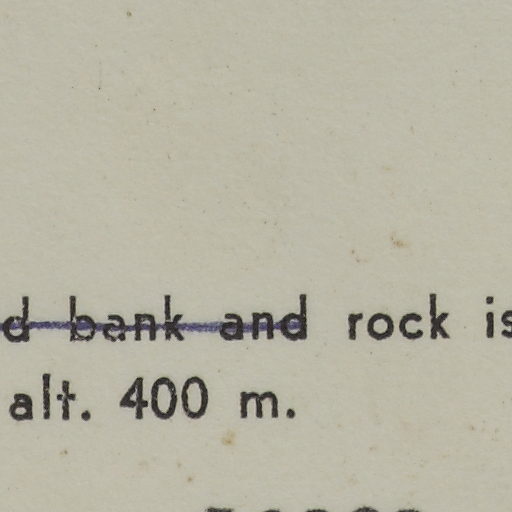 d bank and rock is
alt. 400 m.